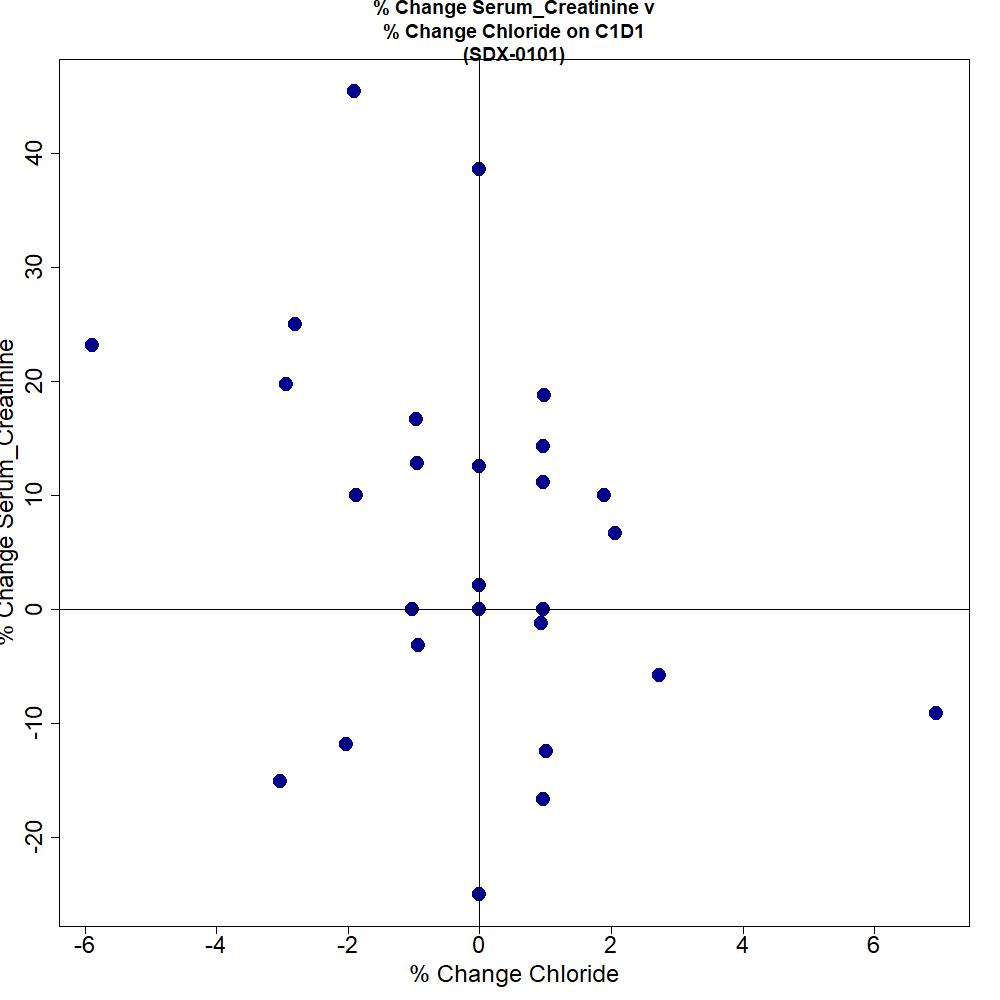 % Change Serum_Creatinine v
% Change Chloride on C1D1
(SDX-0101)
% Change Serum_Creatinine
40
30
20
10
0
-10
-20
-6
-4
-2
0
2
4
6
% Change Chloride